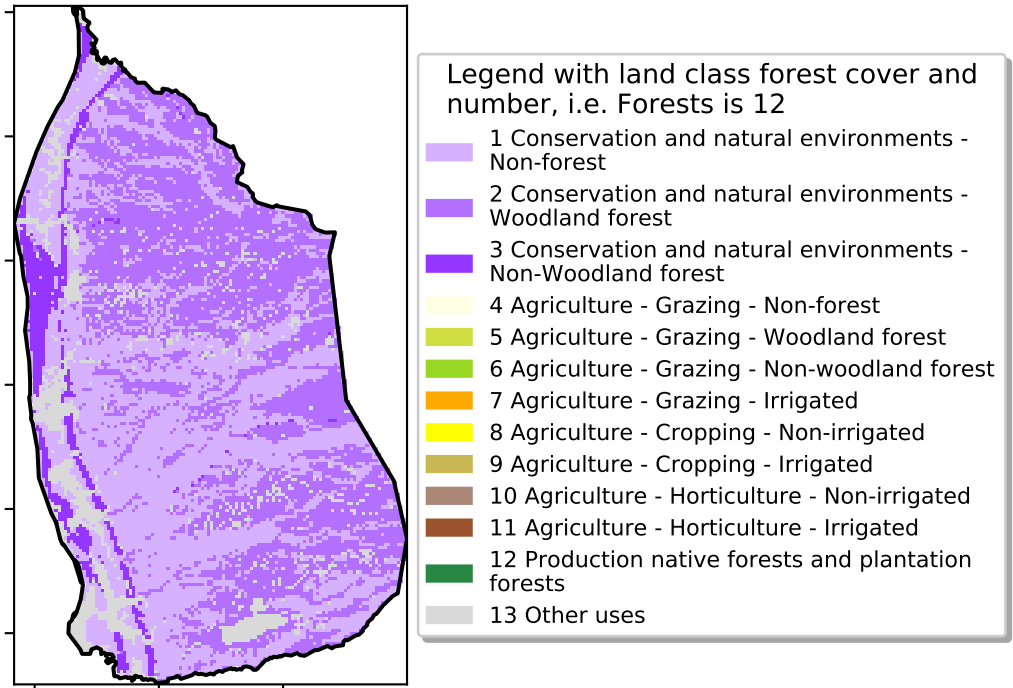 Legend with land class forest cover and
number, i.e. Forests is 12
1 Conservation and natural environments -
Non-forest
2 Conservation and natural environments -
Woodland forest
3 Conservation and natural environments -
Non-Woodland forest
4 Agriculture - Grazing - Non-forest
5 Agriculture - Grazing - Woodland forest
6 Agriculture - Grazing - Non-woodland forest
7 Agriculture - Grazing - Irrigated
8 Agriculture - Cropping - Non-irrigated
9 Agriculture - Cropping - Irrigated
10 Agriculture - Horticulture - Non-irrigated
11 Agriculture - Horticulture - Irrigated
12 Production native forests and plantation
forests
13 Other uses